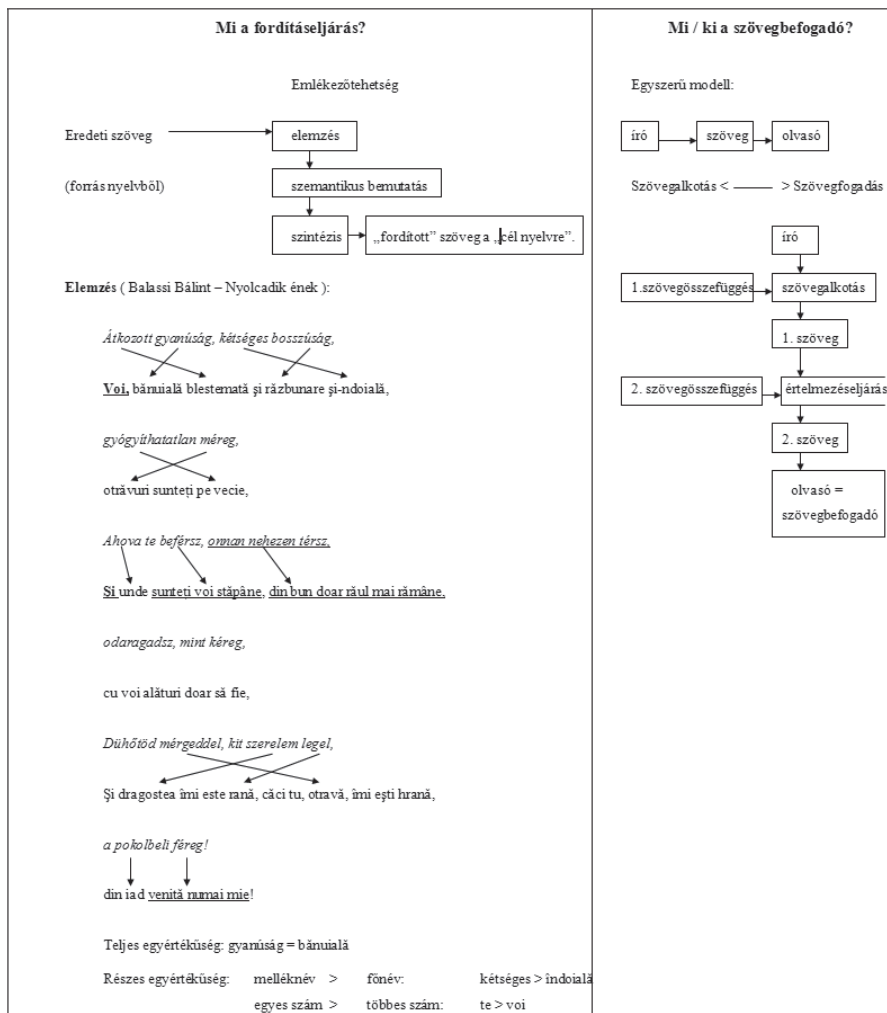 Mi a fordításeljárás?
Emlékezőtehetség
Eredeti szöveg
elemzés
(forrás nyelvből)
szemantikus bemutatás
szintézis
„fordított” szöveg a „cél nyelvre”.
Elemzés ( Balassi Bálint – Nyolcadik ének ):
Átkozott gyanúság, kétséges bosszúság,
Voi, bănuială blestemată şi răzbunare şi-ndoială,
gyógyíthatatlan méreg,
otrăvuri sunteţi pe vecie,
Ahova te beférsz, onnan nehezen térsz,
Şi unde sunteţi voi stăpâne, din bun doar răul mai rămâne,
odaragadsz, mint kéreg,
cu voi alături doar să fie,
Dühőtöd mérgeddel, kit szerelem legel,
Şi dragostea îmi este rană, căci tu, otravă, îmi eşti hrană,
a pokolbeli féreg!
din iad venită numai mie!
Teljes egyértéküség: gyanúság = bănuială
Részes egyértéküség: melléknév > főnév: kétséges > îndoială
egyes szám > többes szám: te > voi
Mi / ki a szövegbefogadó?
Egyszerű modell:
író szöveg olvasó
Szövegalkotás < ——— > Szövegfogadás
író
1.szövegösszefüggés szövegalkotás
1. szöveg
2. szövegösszefüggés értelmezéseljárás
2. szöveg
olvasó =
szövegbefogadó